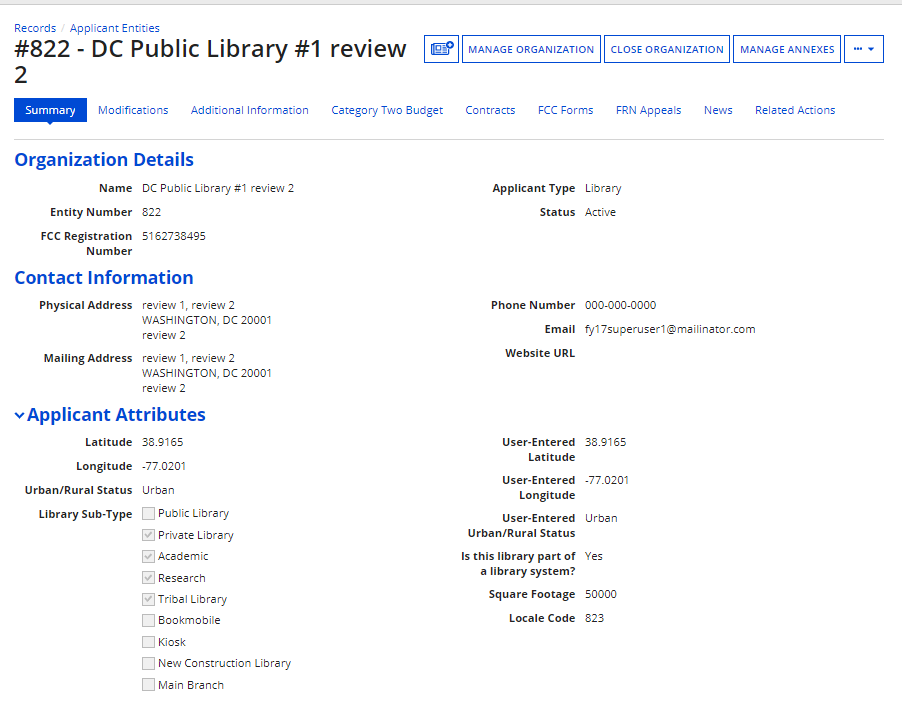 Records / Applicant Entities
#822 - DC Public Library #1 review
2
MANAGE ORGANIZATION
CLOSE ORGANIZATION
MANAGE ANNEXES
Summary
Modifications
Additional Information
Category Two Budget
Contracts
FCC Forms
FRN Appeals
News
Related Actions
Organization Details
Name DC Public Library #1 review 2
Entity Number 822
FCC Registration
Number
5162738495
Applicant Type Library
Status Active
Contact Information
Physical Address review 1, review 2
WASHINGTON, DC 20001
review 2
Mailing Address review 1, review 2
WASHINGTON, DC 20001
review 2
Phone Number 000-000-0000
Email fy17superuser1@mailinator.com
Website URL
Applicant Attributes
Latitude 38.9165
Longitude -77.0201
Urban/Rural Status Urban
Library Sub-Type Public Library
Private Library
Academic
Research
Tribal Library
Bookmobile
Kiosk
New Construction Library
Main Branch
User-Entered
Latitude
38.9165
User-Entered
Longitude
-77.0201
User-Entered
Urban/Rural Status
Urban
Is this library part of
a library system?
Yes
Square Footage 50000
Locale Code 823